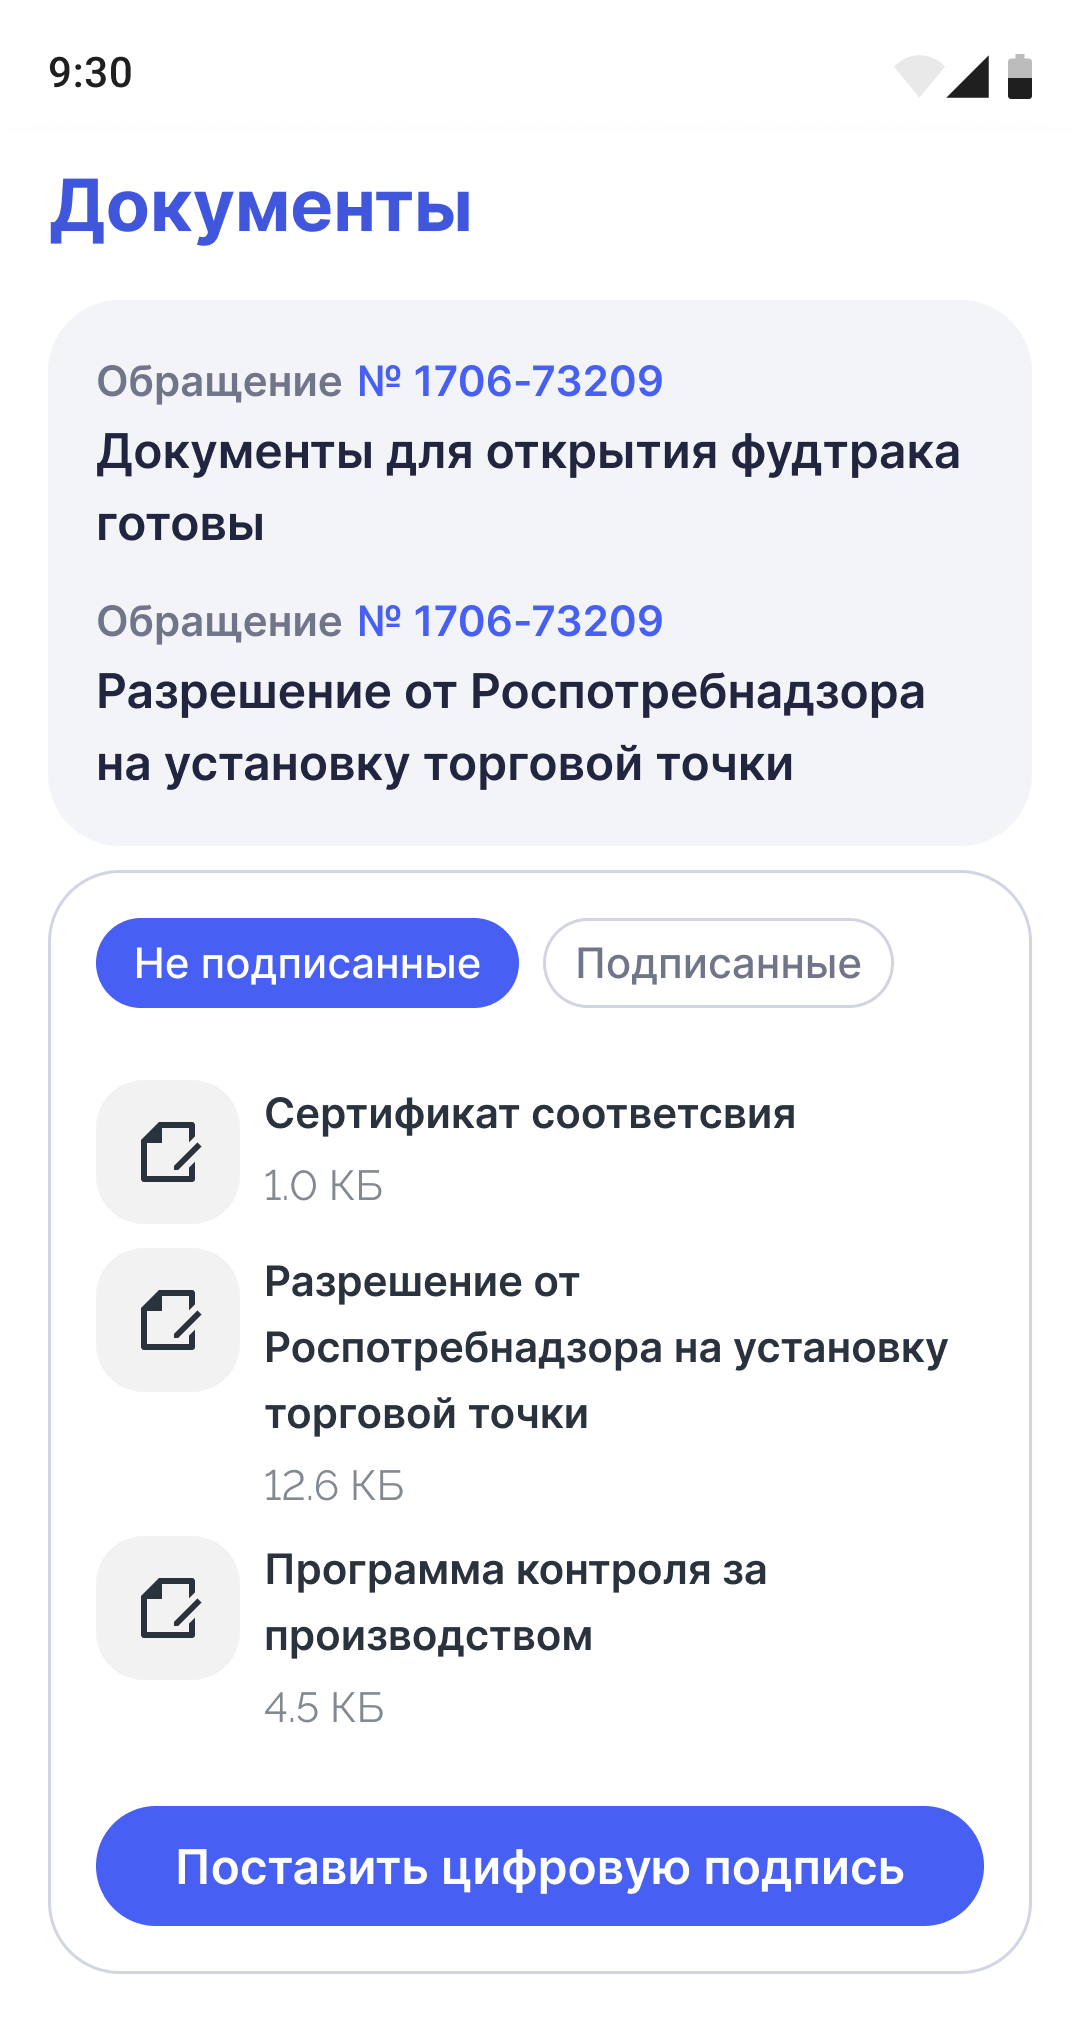 9:30
Документы
Обращение № 1706-73209
Документы для открытия фудтрака
готовы
Обращение № 1706-73209
Разрешение от Роспотребнадзора
на установку торговой точки
Не подписанные Подписанные
Сертификат соответсвия
1.0 КБ
Разрешение от
Роспотребнадзора на установку
торговой точки
12.6 КБ
Программа контроля за
производством
4.5 КБ
Поставить цифровую подпись